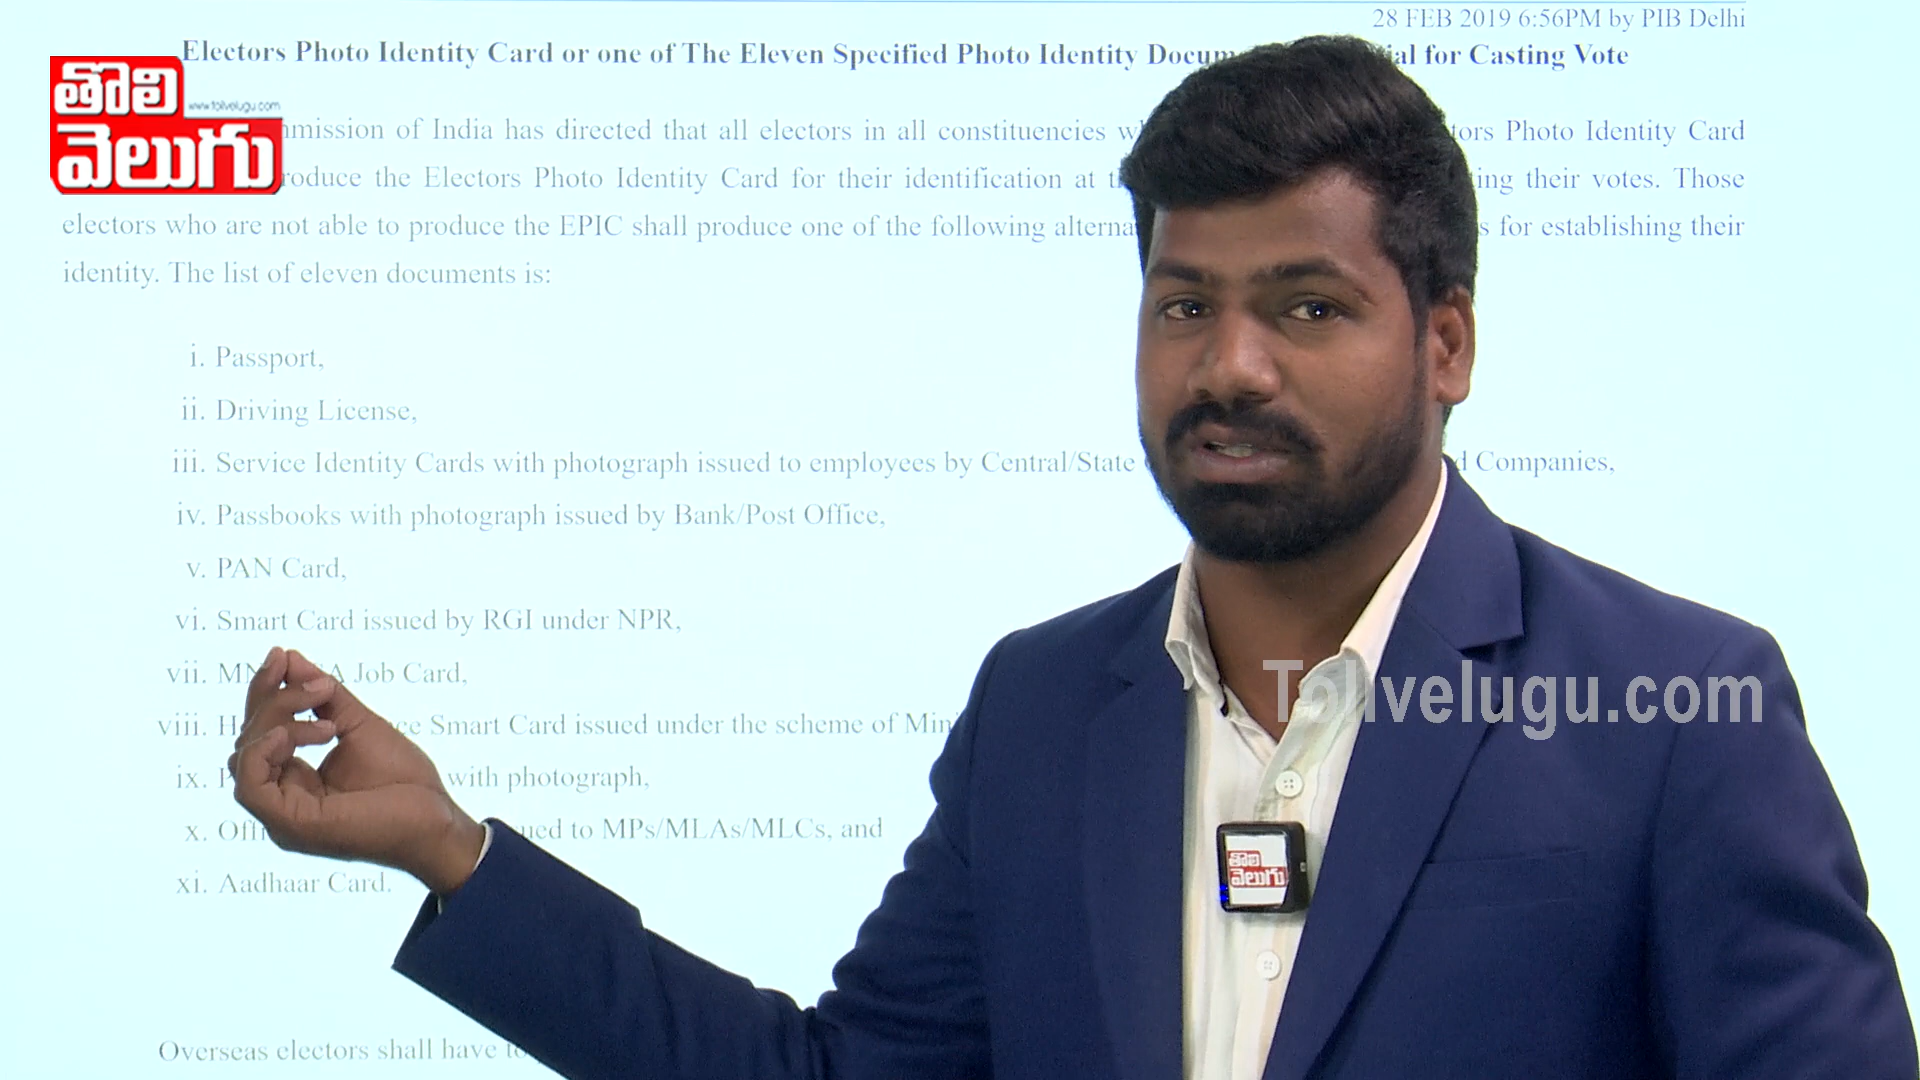 28 FEB 2019 6:56PM by PIB Delhi
Electors Photo Identity Card or one of The Eleven Specified Photo Identity for Casting Vote
తొలి
www.tolivelugu.com
వెలుగు
of India has directed that all electors in all constituencies Photo Identity Card
the Electors Photo Identity Card for their identification at their votes. Those
electors who are not able to produce the EPIC shall produce one of the following for establishing their
identity. The list of eleven documents is:
i. Passport,
ii. Driving License,
iii. Service Identity Cards with photograph issued to employees by Central/State Companies,
iv. Passbooks with photograph issued by Bank/Post Office,
v. PAN Card,
vi. Smart Card issued by RGI under NPR,
vii. Job Card,
viii. Smart Card issued under the scheme of
ix. with photograph,
x. to MPs/MLAs/MLCs, and
xi. Aadhaar Card.
Overseas electors shall have
Tolivelugu.com
తొలి
వెలుగు